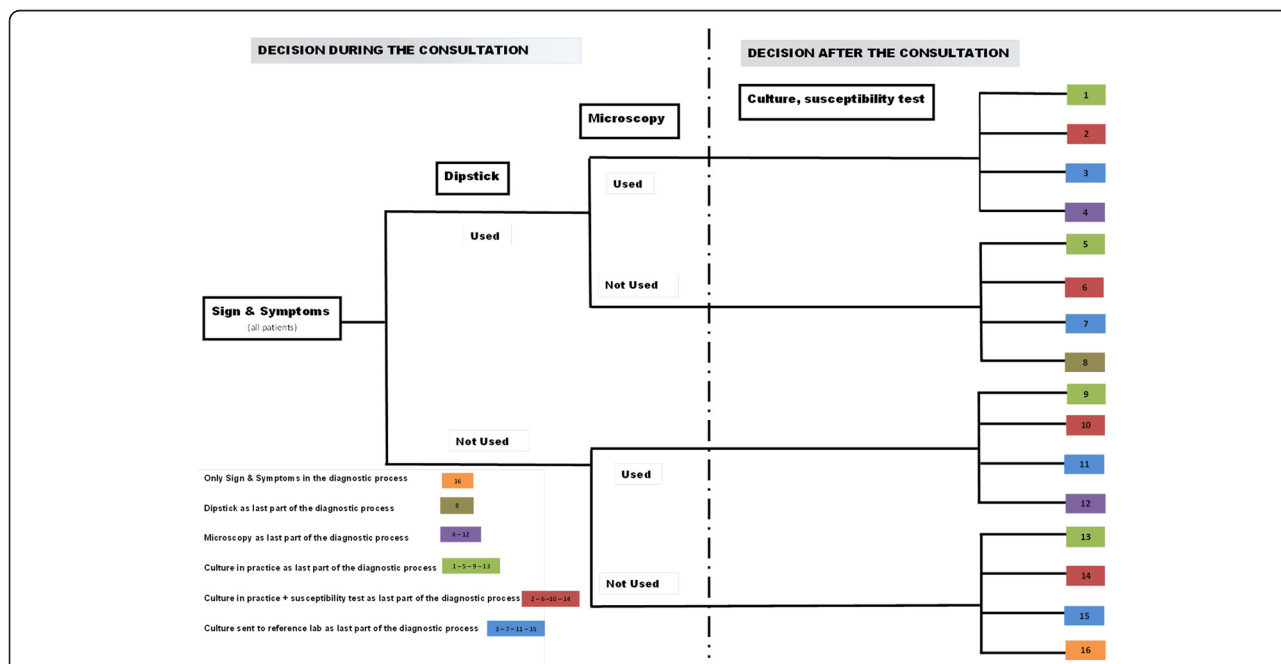 DECISION DURING THE CONSULTATION
DECISION AFTER THE CONSULTATION
Culture, susceptibility test
Microscopy
Dipstick
Used
Used
Not Used
Sign & Symptoms
(all patients)
Not Used
Used
Not Used
1
2
3
4
5
6
7
8
9
10
11
12
13
14
15
16
Only Sign & Symptoms in the diagnostic process 16
Dipstick as last part of the diagnostic process 8
Microscopy as last part of the diagnostic process 4 – 12
Culture in practice as last part of the diagnostic process 1 – 5 – 9 – 13
Culture in practice + susceptibility test as last part of the diagnostic process 2 – 6 – 10 – 14
Culture sent to reference lab as last part of the diagnostic process 3 – 7 – 11 – 15